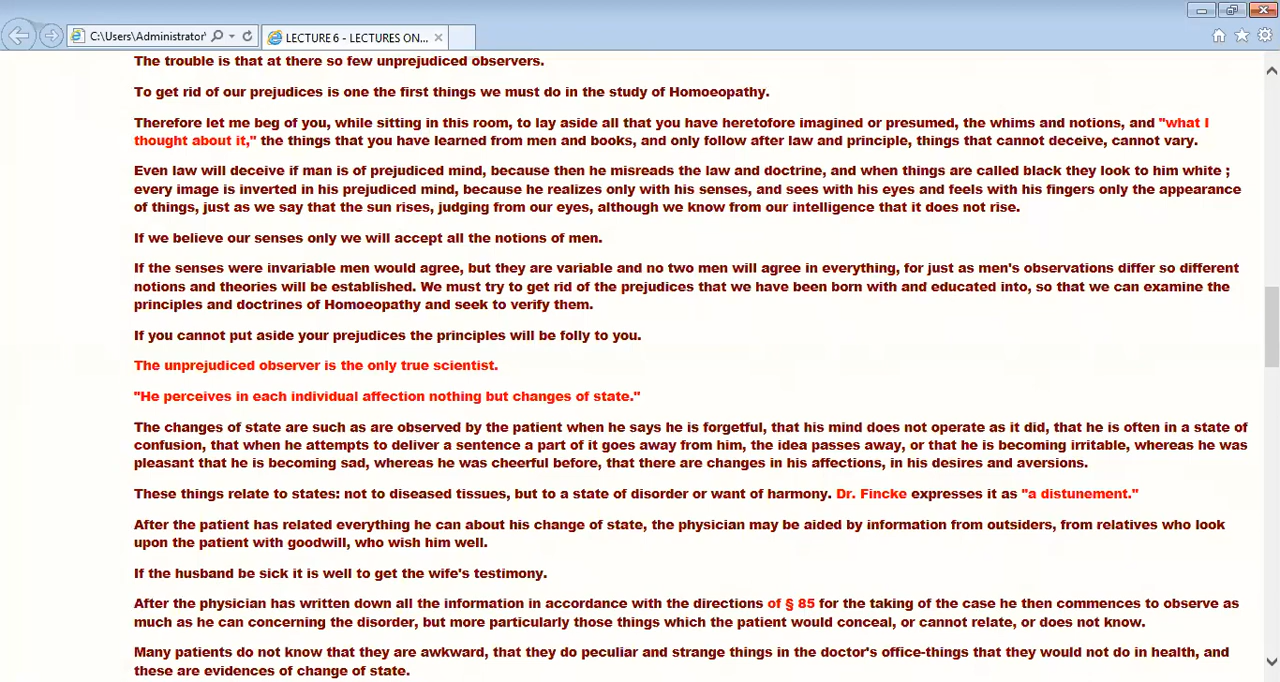 C:\Users\Administrator'
LECTURE 6 - LECTURES ON...
The trouble is that at there so few unprejudiced observers.
To get rid of our prejudices is one the first things we must do in the study of Homoeopathy.
Therefore let me beg of you, while sitting in this room, to lay aside all that you have heretofore imagined or presumed, the whims and notions, and "what I
thought about it," the things that you have learned from men and books, and only follow after law and principle, things that cannot deceive, cannot vary.
Even law will deceive if man is of prejudiced mind, because then he misreads the law and doctrine, and when things are called black they look to him white ;
every image is inverted in his prejudiced mind, because he realizes only with his senses, and sees with his eyes and feels with his fingers only the appearance
of things, just as we say that the sun rises, judging from our eyes, although we know from our intelligence that it does not rise.
If we believe our senses only we will accept all the notions of men.
If the senses were invariable men would agree, but they are variable and no two men will agree in everything, for just as men's observations differ so different
notions and theories will be established. We must try to get rid of the prejudices that we have been born with and educated into, so that we can examine the
principles and doctrines of Homoeopathy and seek to verify them.
If you cannot put aside your prejudices the principles will be folly to you.
The unprejudiced observer is the only true scientist.
"He perceives in each individual affection nothing but changes of state."
The changes of state are such as are observed by the patient when he says he is forgetful, that his mind does not operate as it did, that he is often in a state of
confusion, that when he attempts to deliver a sentence a part of it goes away from him, the idea passes away, or that he is becoming irritable, whereas he was
pleasant that he is becoming sad, whereas he was cheerful before, that there are changes in his affections, in his desires and aversions.
These things relate to states: not to diseased tissues, but to a state of disorder or want of harmony. Dr. Fincke expresses it as "a distunement."
After the patient has related everything he can about his change of state, the physician may be aided by information from outsiders, from relatives who look
upon the patient with goodwill, who wish him well.
If the husband be sick it is well to get the wife's testimony.
After the physician has written down all the information in accordance with the directions of § 85 for the taking of the case he then commences to observe as
much as he can concerning the disorder, but more particularly those things which the patient would conceal, or cannot relate, or does not know.
Many patients do not know that they are awkward, that they do peculiar and strange things in the doctor's office-things that they would not do in health, and
these are evidences of change of state.